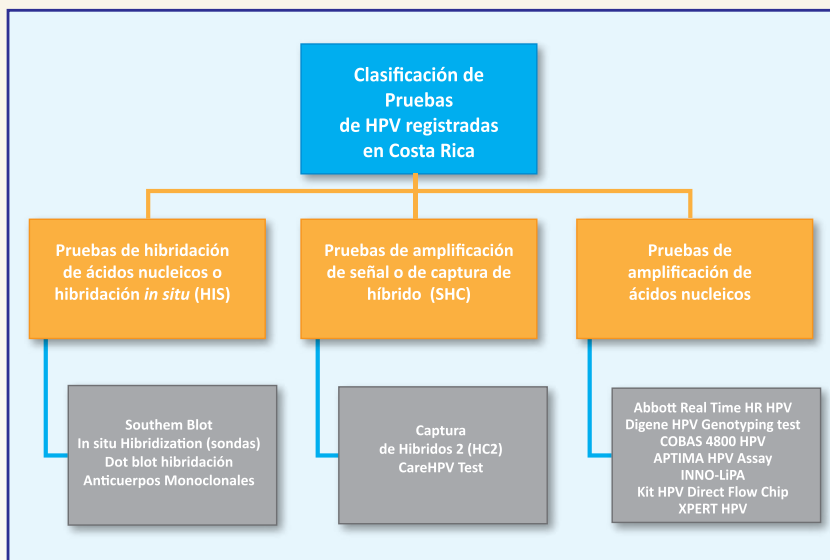 Clasificación de
Pruebas
de HPV registradas
en Costa Rica
Pruebas de hibridación
de ácidos nucleicos o
hibridación in situ (HIS)
Pruebas de amplificación
de señal o de captura de
híbrido (SHC)
Pruebas de
amplificación de
ácidos nucleicos
Southem Blot
In situ Hibridization (sondas)
Dot blot hibridación
Anticuerpos Monoclonales
Captura
de Hibridos 2 (HC2)
CareHPV Test
Abbott Real Time HR HPV
Digene HPV Genotyping test
COBAS 4800 HPV
APTIMA HPV Assay
INNO-LiPA
Kit HPV Direct Flow Chip
XPERT HPV